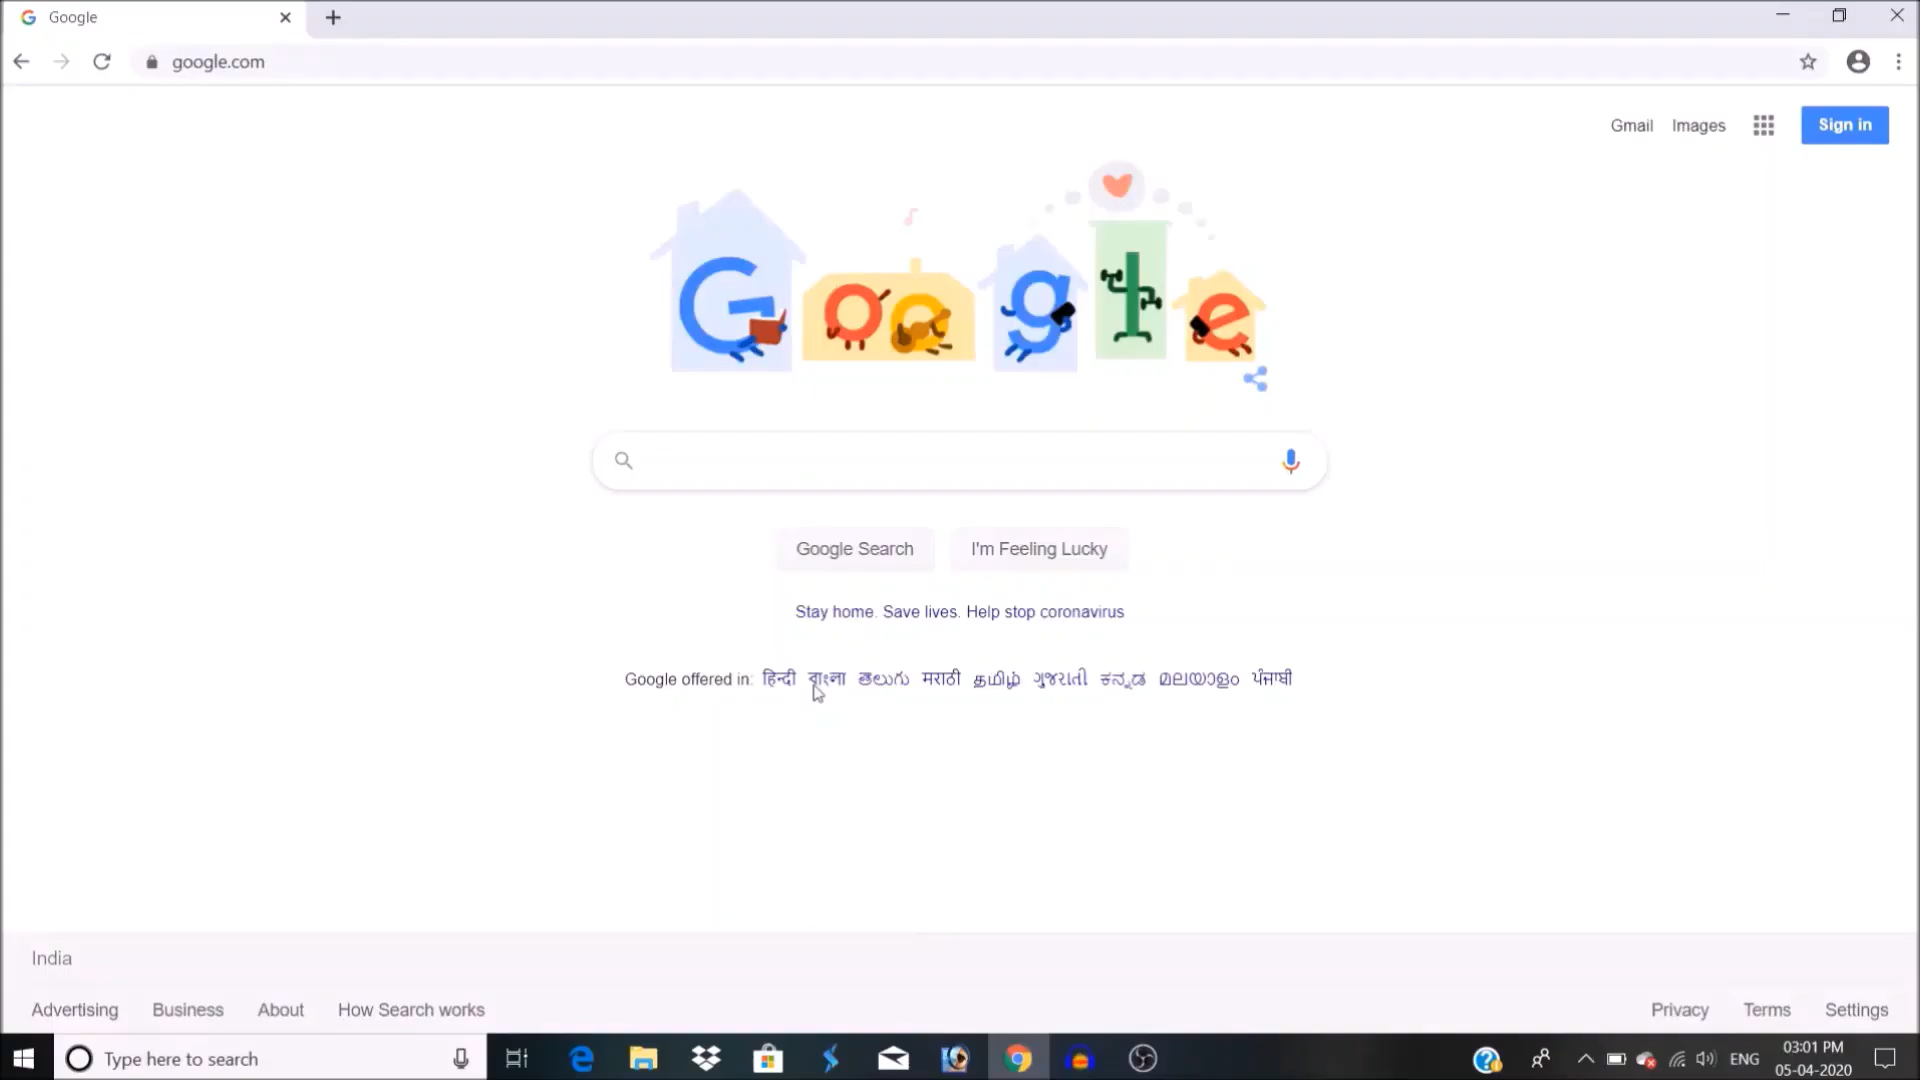 Google
google.com
Gmail Images Sign in
Google
Google Search I'm Feeling Lucky
Stay home. Save lives. Help stop coronavirus
Google offered in: हिन्दी বাংলা తెలుగు मराठी தமிழ் ગુજરાતી ಕನ್ನಡ മലയാളം ਪੰਜਾਬੀ
India
Advertising Business About How Search works Privacy Terms Settings
Type here to search ENG 03:01 PM
05-04-2020